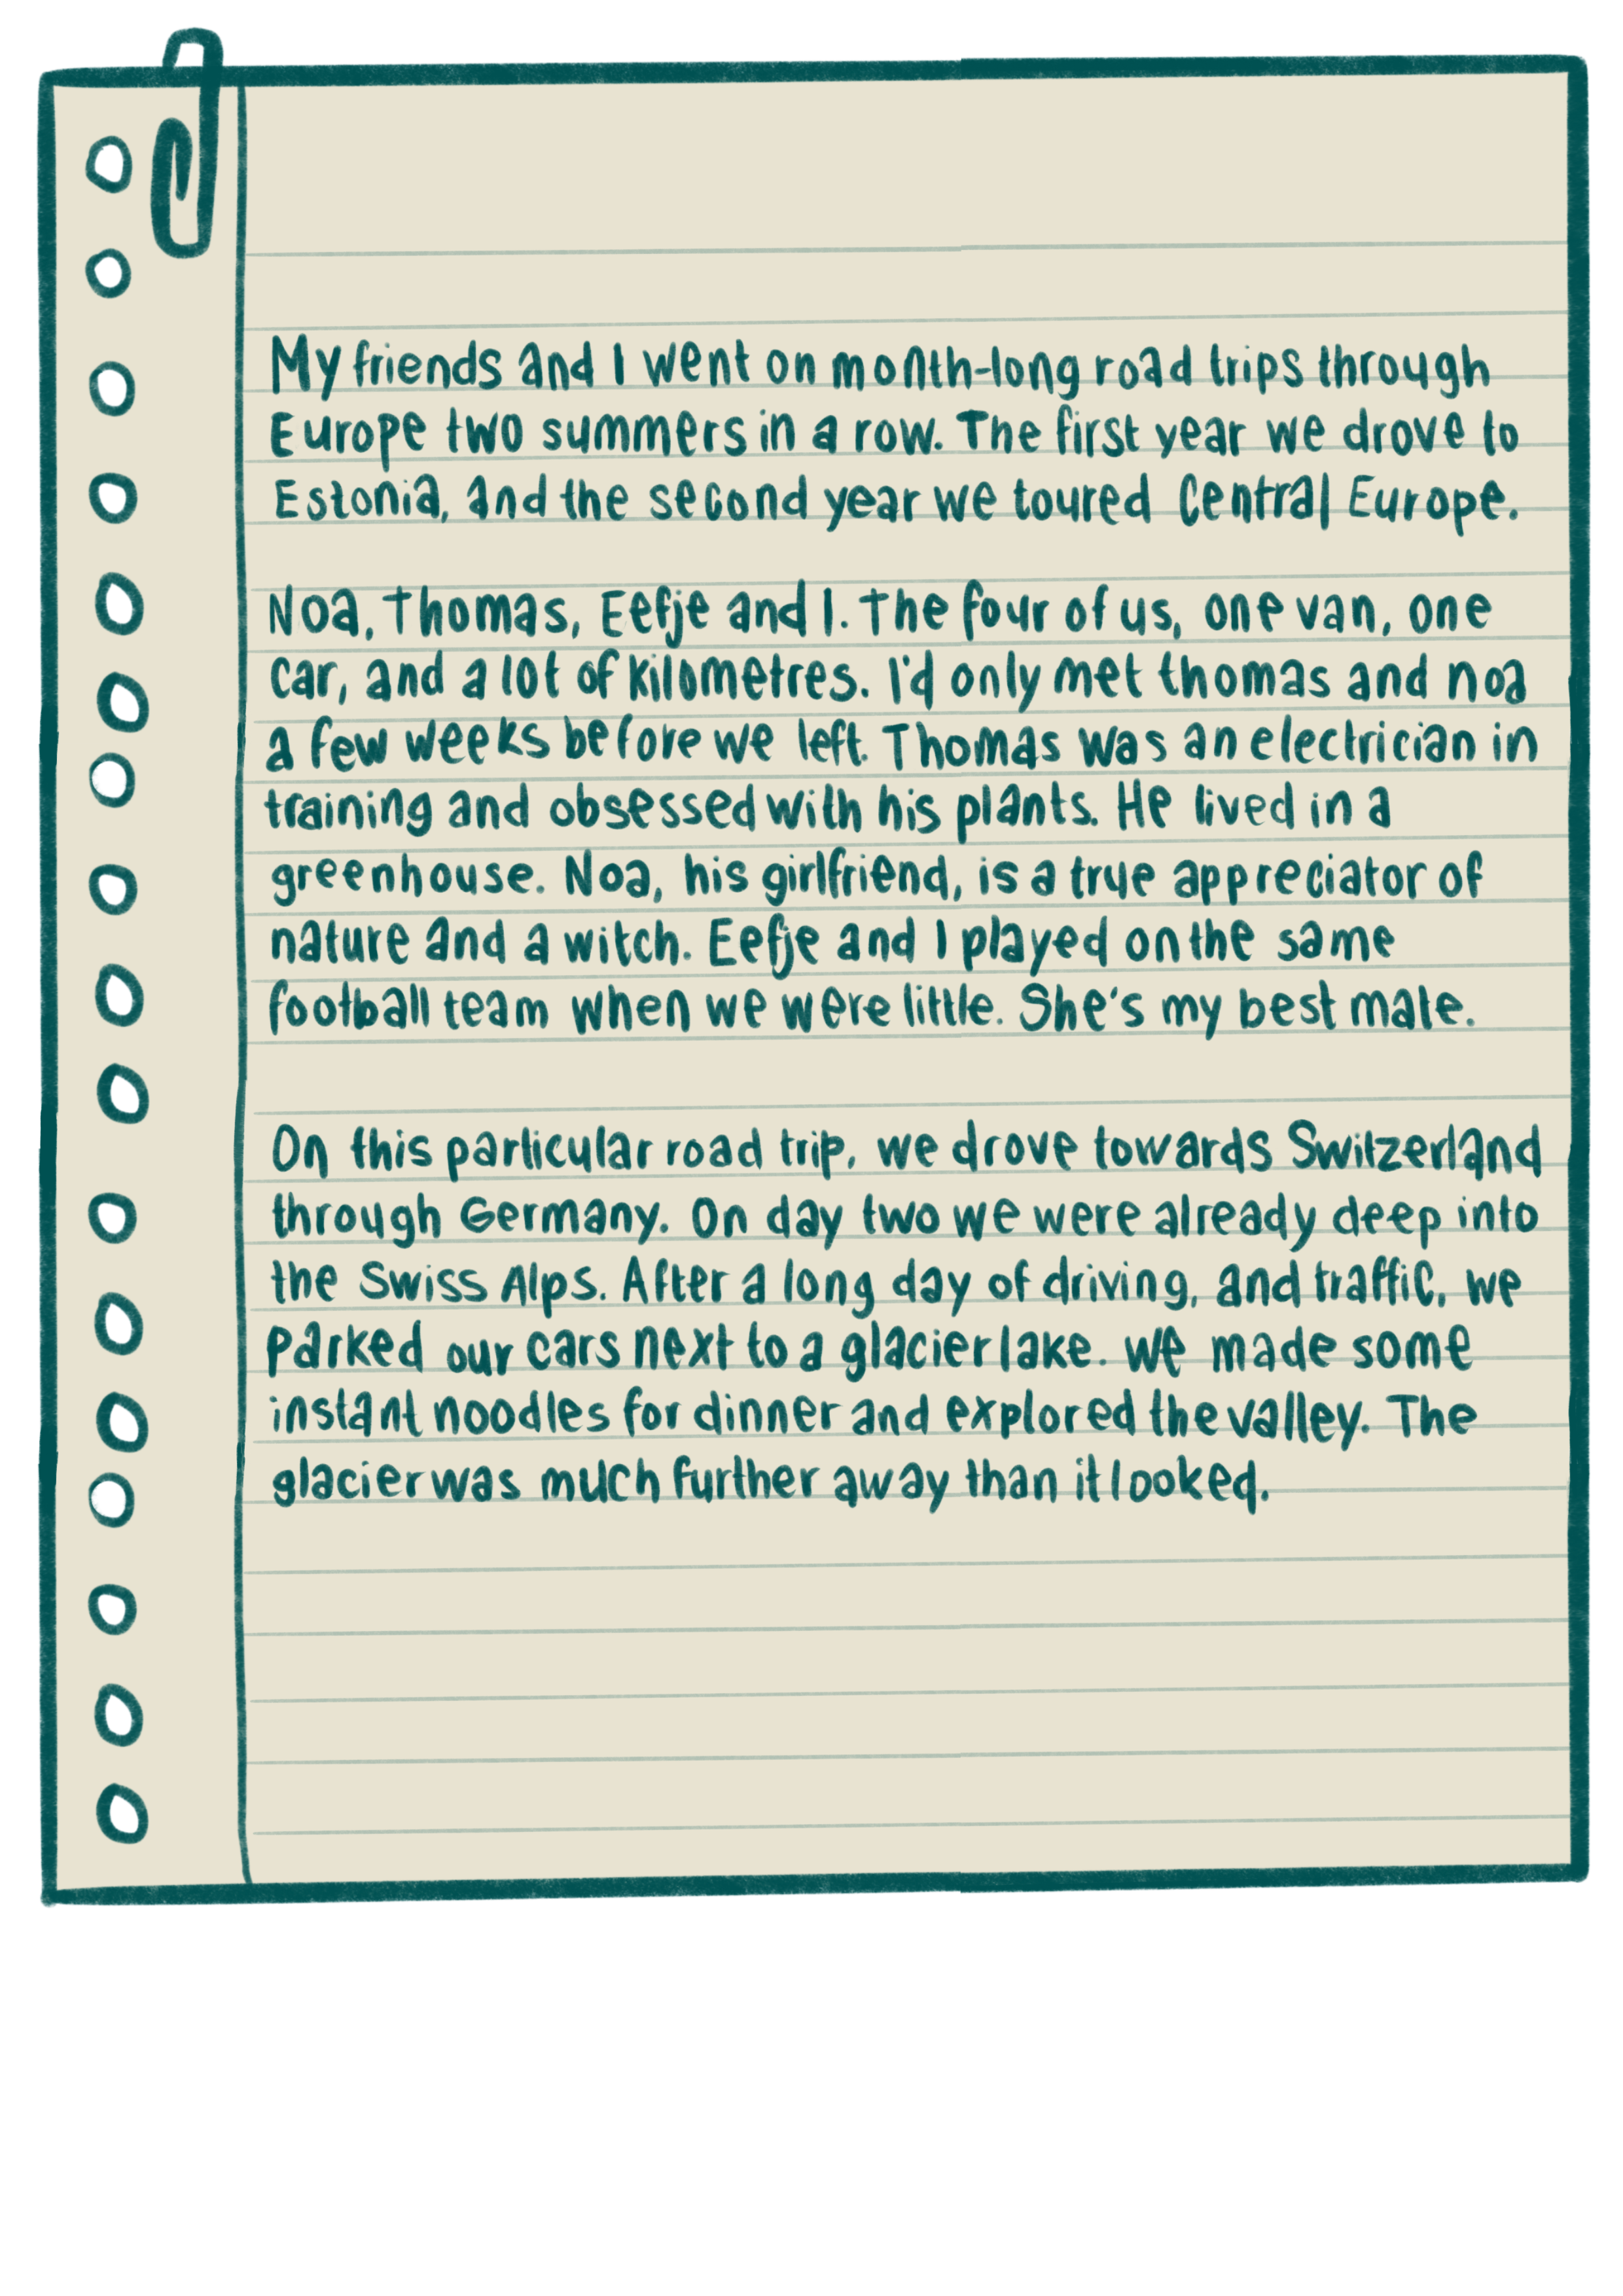 My friends and I went on month-long road trips through
Europe two summers in a row. The first year we drove to
Estonia, and the second year we toured Central Europe.
Noa, Thomas, Eefje and I. The four of us, one van, one
car, and a lot of kilometres. I'd only met thomas and noa
a few weeks before we left. Thomas was an electrician in
training and obsessed with his plants. He lived in a
greenhouse. Noa, his girlfriend, is a true appreciator of
nature and a witch. Eefje and I played on the same
football team when we were little. She's my best mate.
On this particular road trip, we drove towards Switzerland
through Germany. On day two we were already deep into
the Swiss Alps. After a long day of driving, and traffic, we
parked our cars next to a glacier lake. We made some
instant noodles for dinner and explored the valley. The
glacier was much further away than it looked.